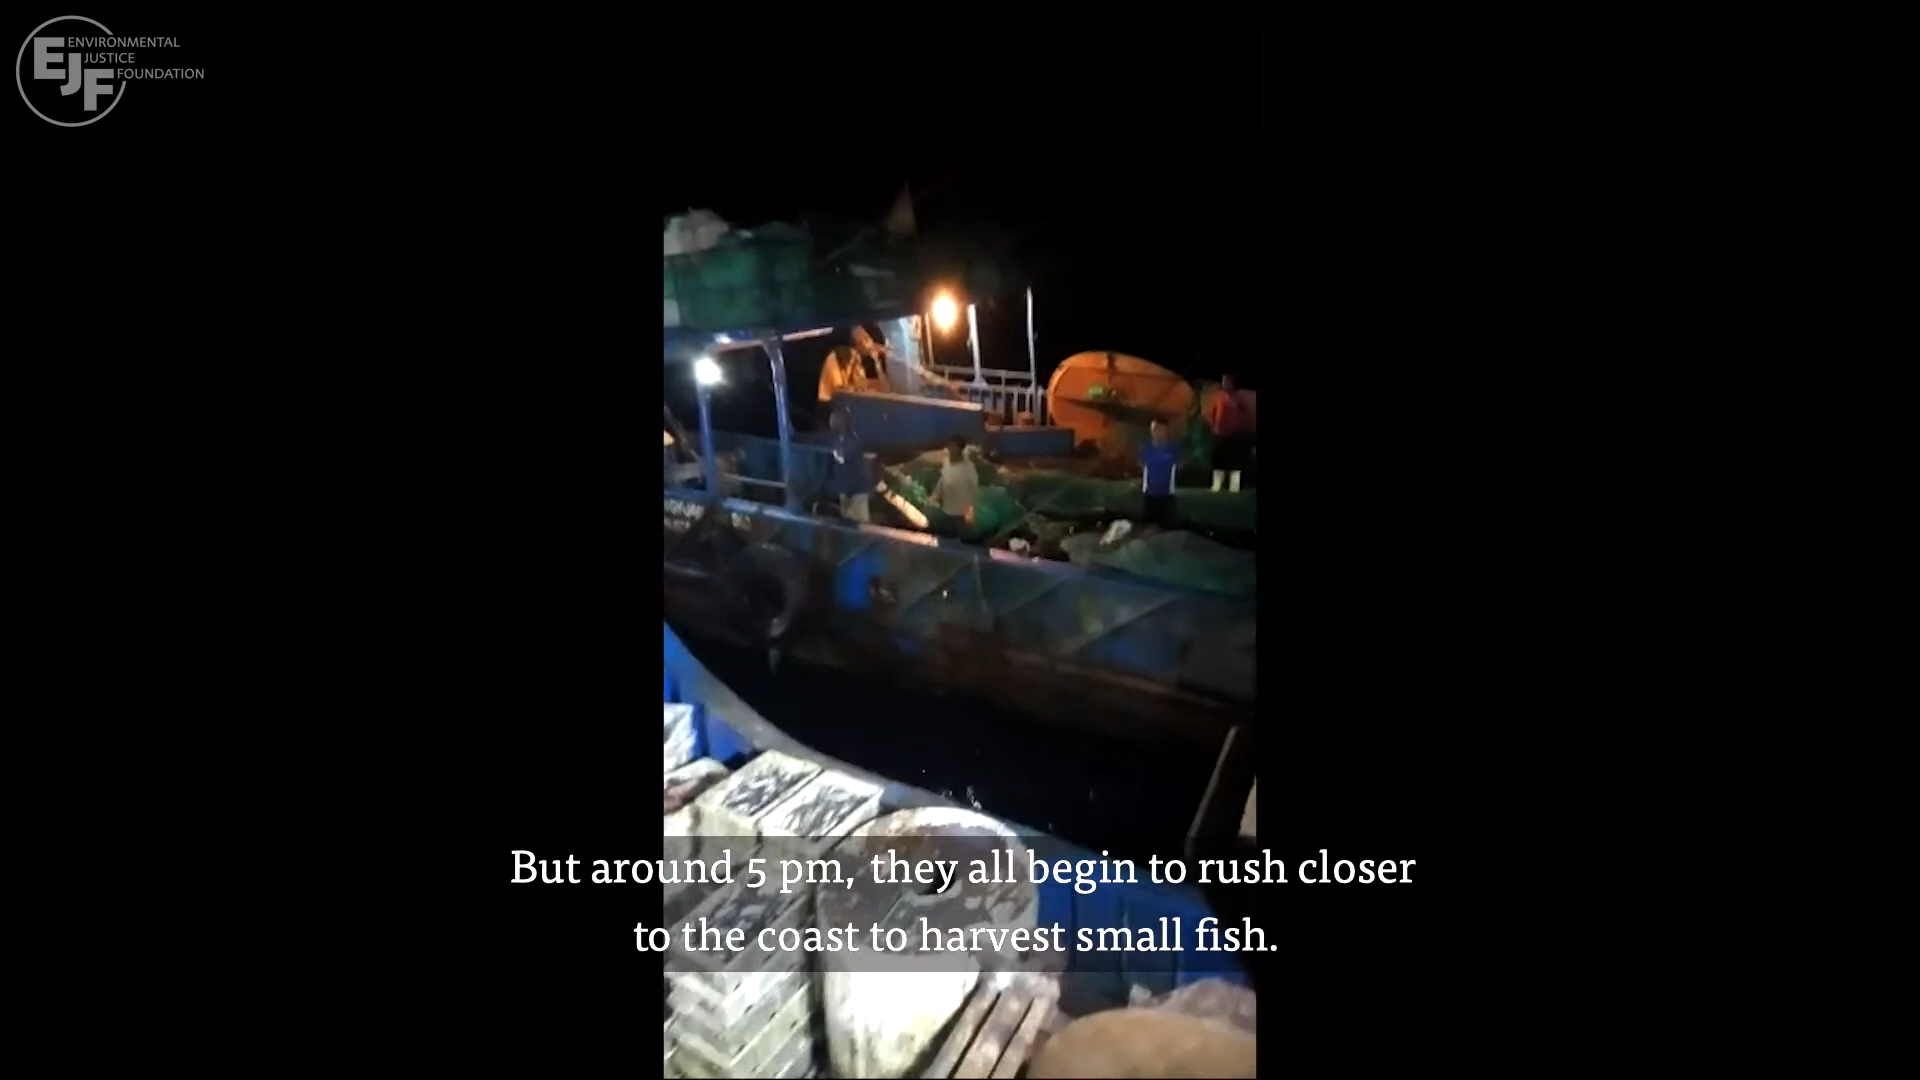 EJF
ENVIRONMENTAL
JUSTICE
FOUNDATION
But around 5 pm, they all begin to rush closer
to the coast to harvest small fish.